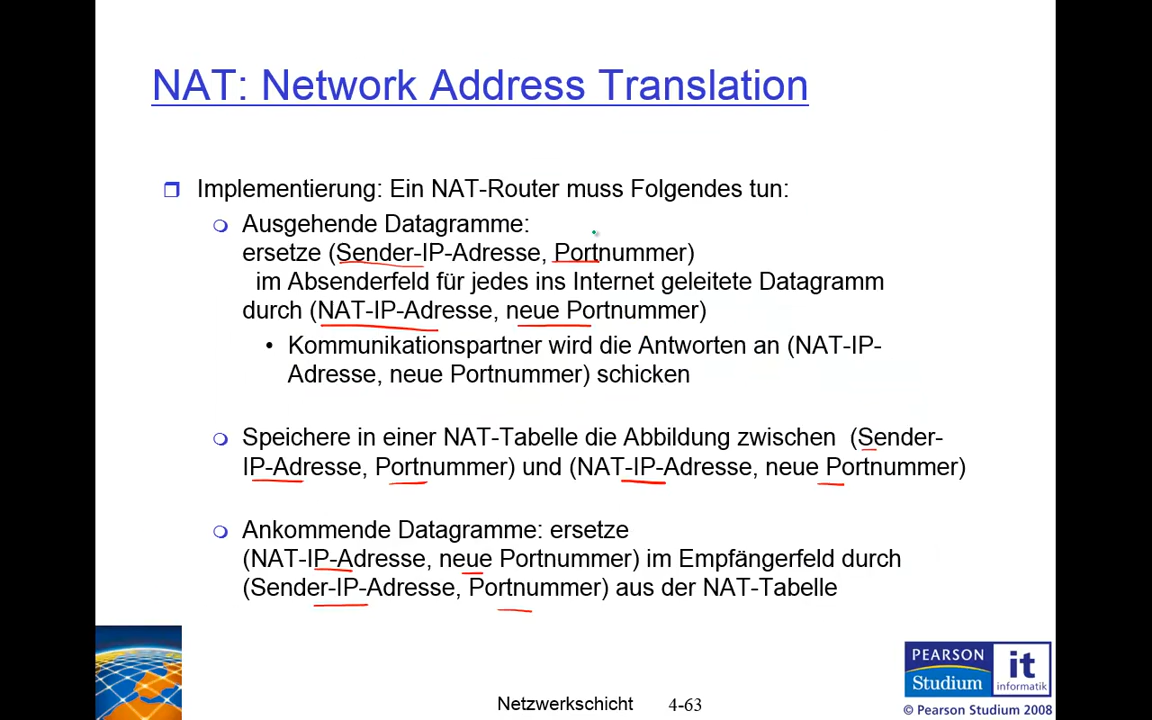 NAT: Network Address Translation
Implementierung: Ein NAT-Router muss Folgendes tun:
Ausgehende Datagramme:
ersetze (Sender-IP-Adresse, Portnummer)
im Absenderfeld für jedes ins Internet geleitete Datagramm
durch (NAT-IP-Adresse, neue Portnummer)
• Kommunikationspartner wird die Antworten an (NAT-IP-
Adresse, neue Portnummer) schicken
Speichere in einer NAT-Tabelle die Abbildung zwischen (Sender-
IP-Adresse, Portnummer) und (NAT-IP-Adresse, neue Portnummer)
Ankommende Datagramme: ersetze
(NAT-IP-Adresse, neue Portnummer) im Empfängerfeld durch
(Sender-IP-Adresse, Portnummer) aus der NAT-Tabelle
PEARSON
Studium
it
informatik
Netzwerkschicht 4-63
© Pearson Studium 2008